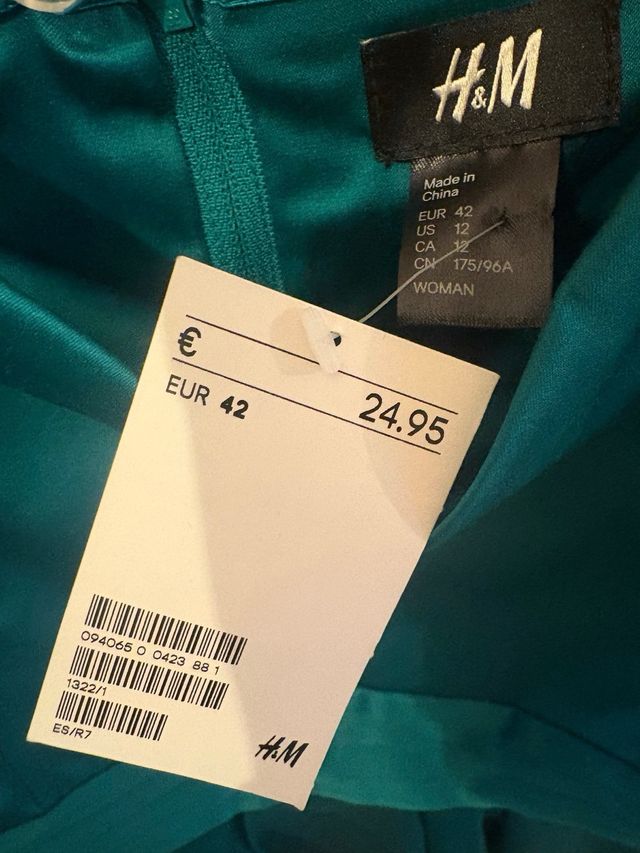 H&M
Made in
China
EUR 42
US 12
CA 12
CN 175/96A
WOMAN
€
24.95
EUR 42
094065 0 0423 88 1
1322/1
ES/R7
H&M